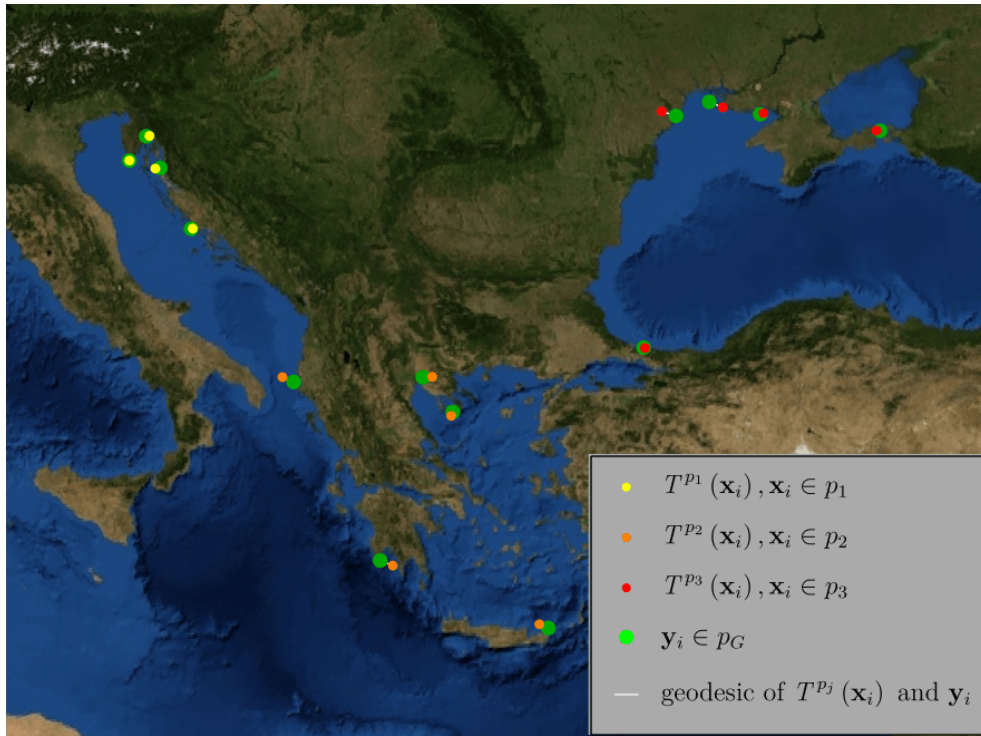 T^{p_1} (x_i) , x_i ∈ p_1
T^{p_2} (x_i) , x_i ∈ p_2
T^{p_3} (x_i) , x_i ∈ p_3
y_i ∈ p_G
geodesic of T^{p_j} (x_i) and y_i